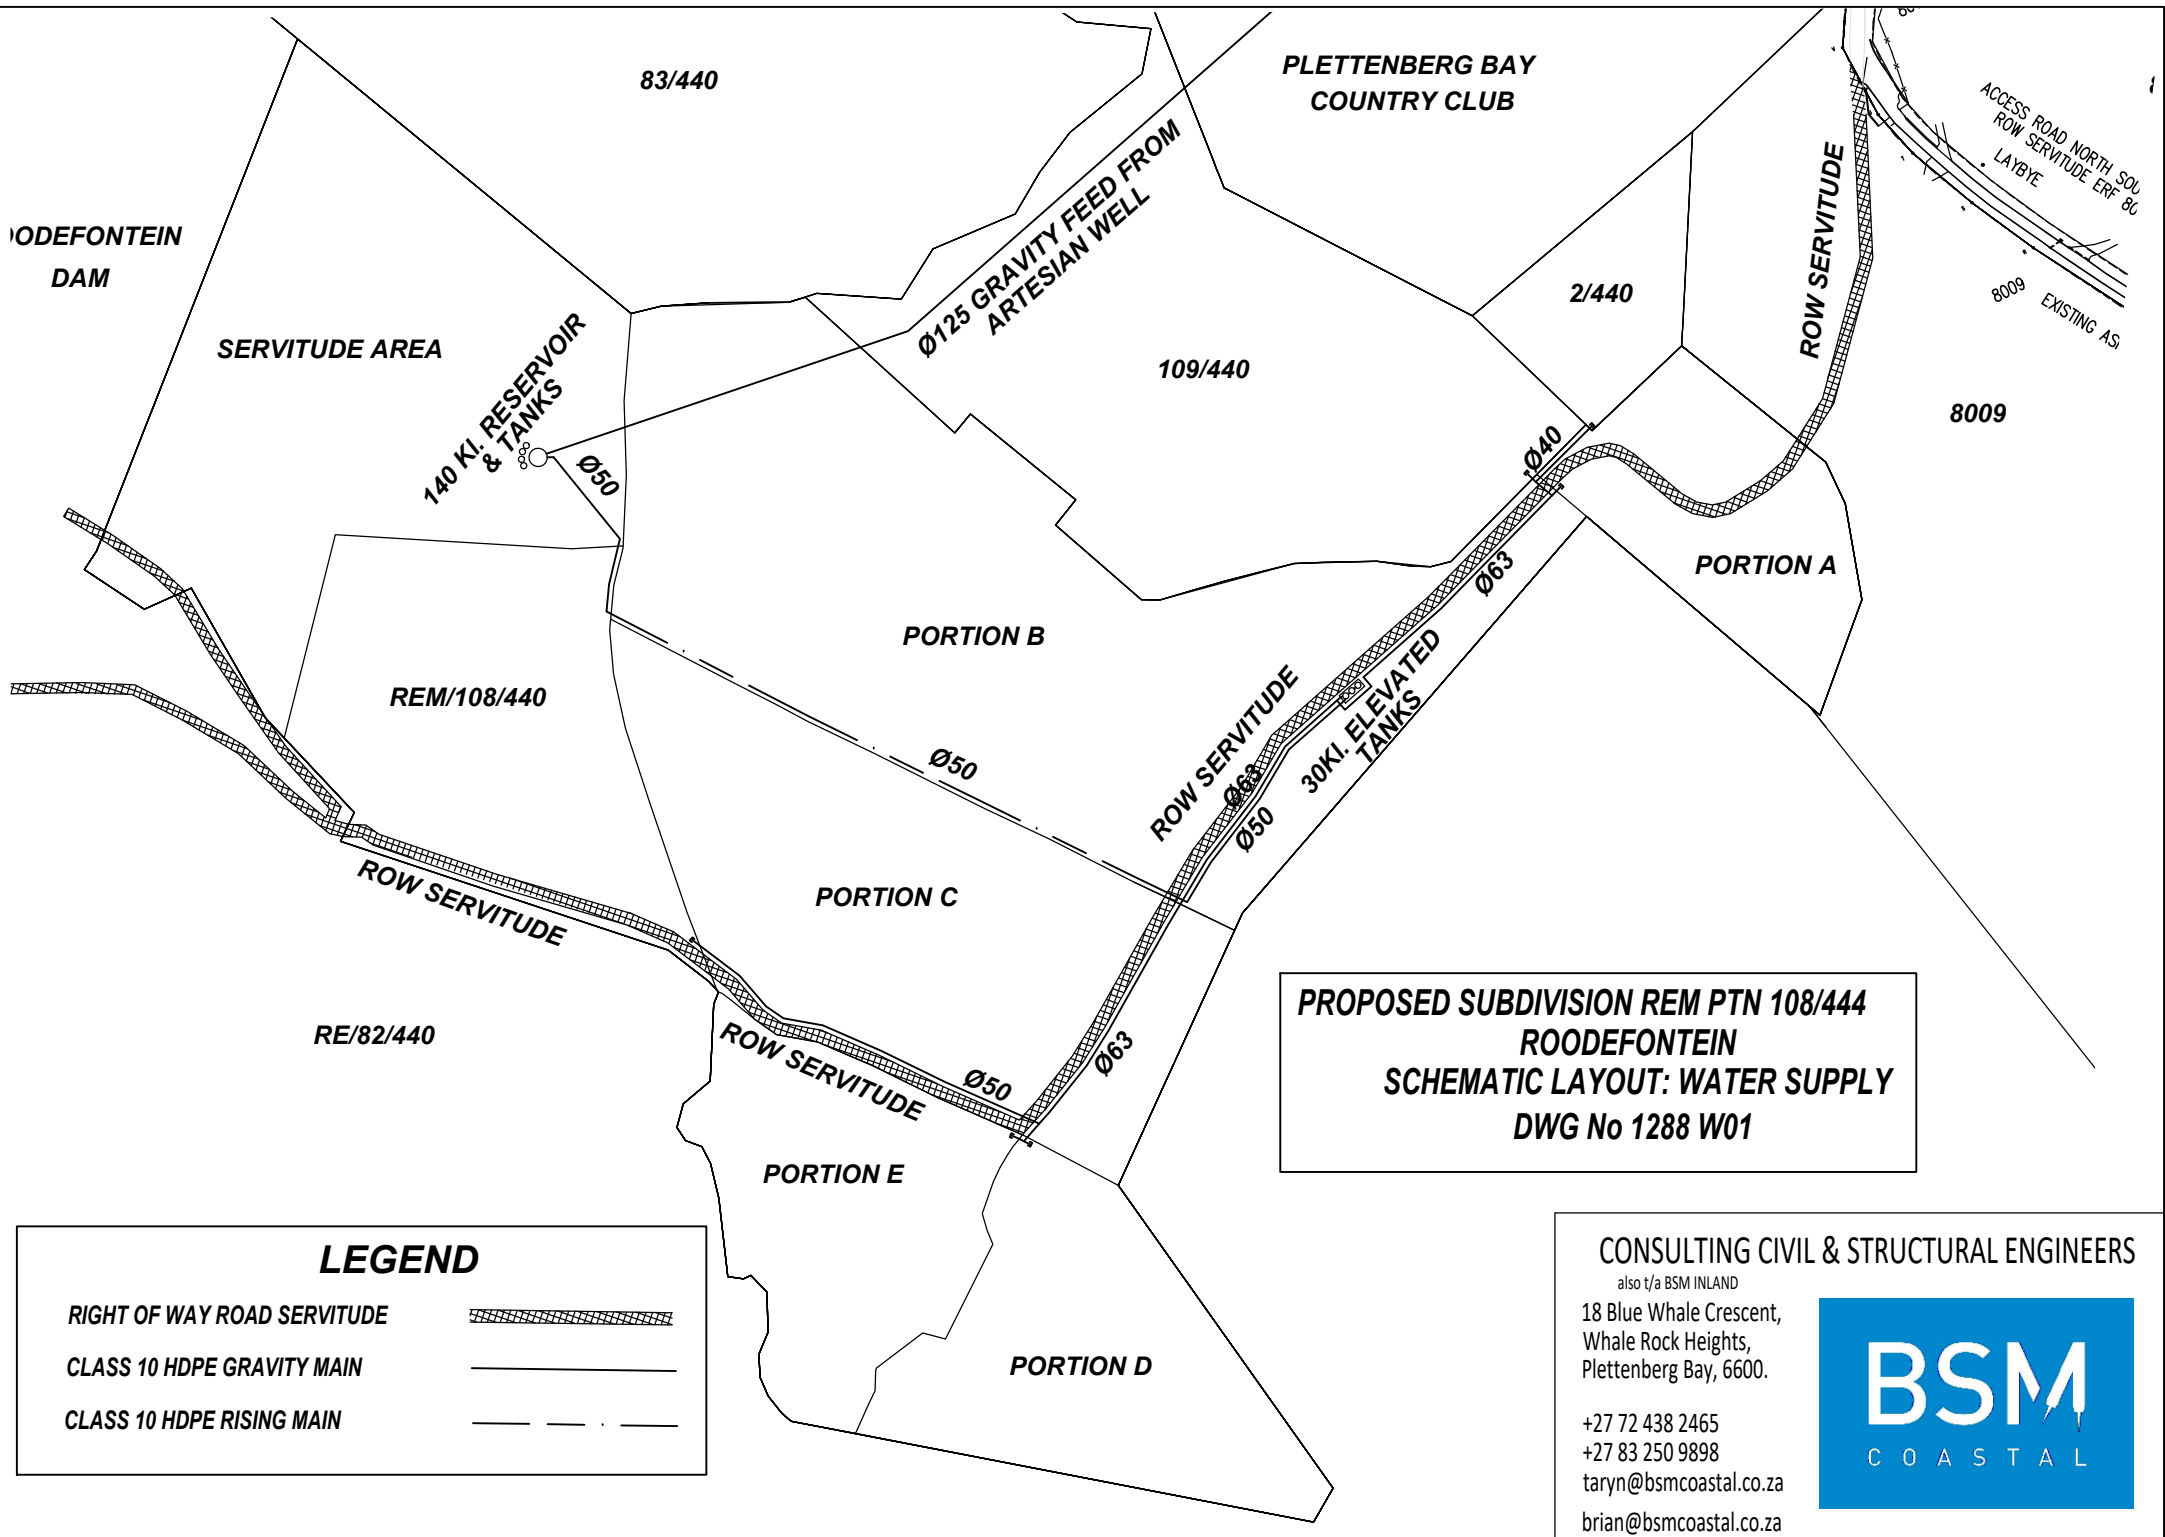 83/440
PLETTENBERG BAY
COUNTRY CLUB
ACCESS ROAD NORTH SOU
ROW SERVITUDE ERF 80
LAYBYE
8009
EXISTING AS
ROW SERVITUDE
OODEFONTEIN
DAM
SERVITUDE AREA
140 Kl. RESERVOIR
& TANKS
Ø125 GRAVITY FEED FROM
ARTESIAN WELL
2/440
109/440
8009
Ø50
Ø40
Ø63
PORTION A
PORTION B
REM/108/440
ROW SERVITUDE
30Kl. ELEVATED
TANKS
Ø50
Ø63
Ø50
PORTION C
ROW SERVITUDE
RE/82/440
ROW SERVITUDE
Ø50
Ø63
PORTION E
PORTION D
PROPOSED SUBDIVISION REM PTN 108/444
ROODEFONTEIN
SCHEMATIC LAYOUT: WATER SUPPLY
DWG No 1288 W01
LEGEND
RIGHT OF WAY ROAD SERVITUDE
CLASS 10 HDPE GRAVITY MAIN
CLASS 10 HDPE RISING MAIN
CONSULTING CIVIL & STRUCTURAL ENGINEERS
also t/a BSM INLAND
18 Blue Whale Crescent,
Whale Rock Heights,
Plettenberg Bay, 6600.
+27 72 438 2465
+27 83 250 9898
taryn@bsmcoastal.co.za
brian@bsmcoastal.co.za
BSM
COASTAL